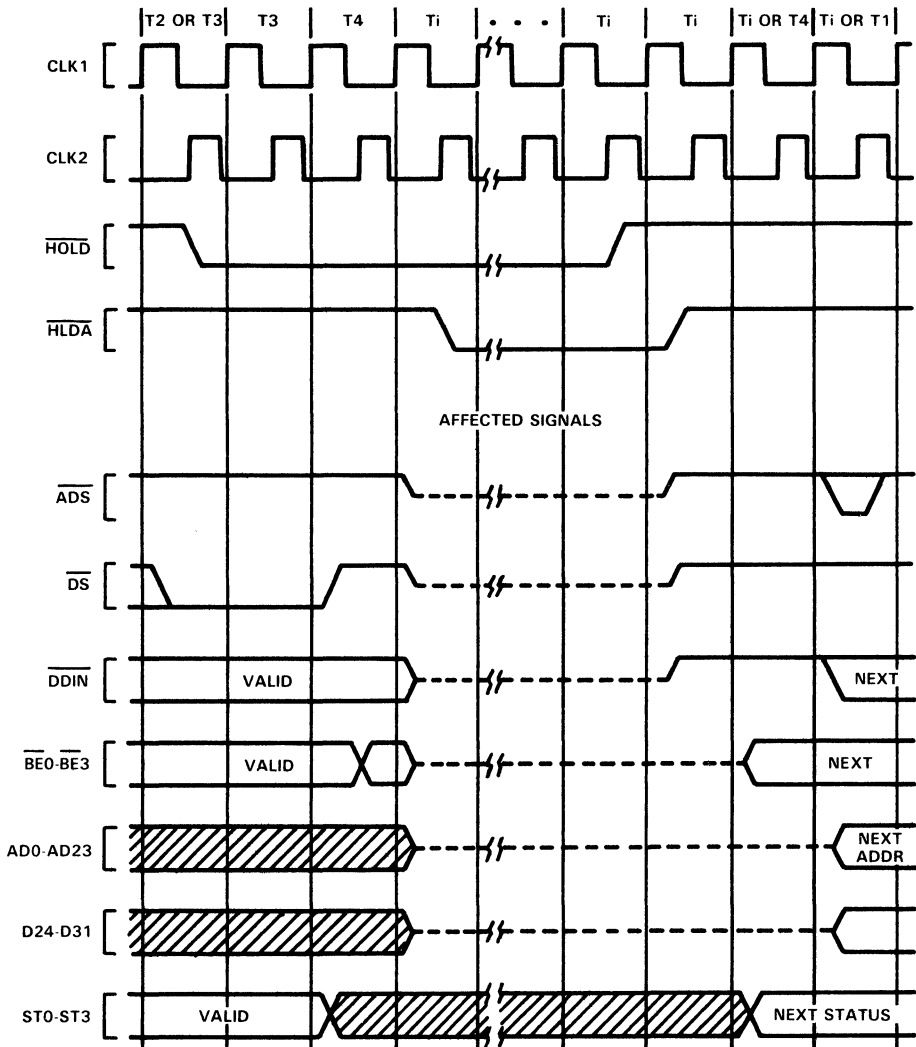 T2 OR T3 T3 T4 Ti . . . . Ti Ti Ti OR T4 Ti OR T1
CLK1
CLK2
HOLD
HLDA
AFFECTED SIGNALS
ADS
DS
DDIN VALID NEXT
BE0-BE3 VALID NEXT
AD0-AD23 NEXT
ADDR
D24-D31
ST0-ST3 VALID NEXT STATUS